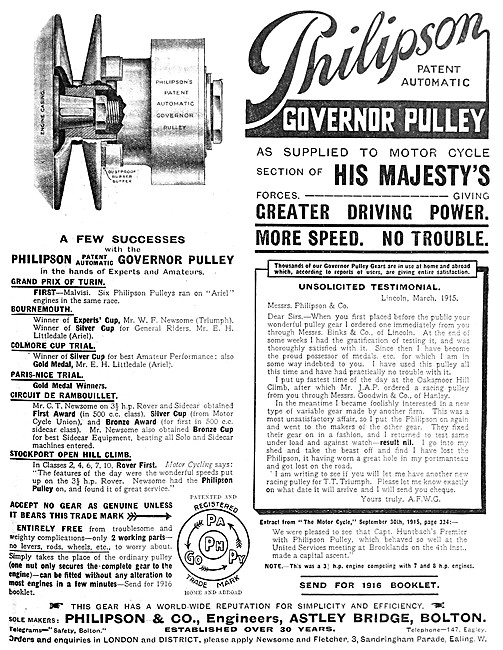 ENGINE CASING.
PHILIPSON'S
PATENT
AUTOMATIC
GOVERNOR
PULLEY
DUSTPROOF
RUBBER
BUFFER
Philipson
PATENT
AUTOMATIC
GOVERNOR PULLEY
AS SUPPLIED TO MOTOR CYCLE
SECTION OF HIS MAJESTY'S
FORCES. GIVING
GREATER DRIVING POWER.
MORE SPEED. NO TROUBLE.
A FEW SUCCESSES
with the
PHILIPSON PATENT AUTOMATIC GOVERNOR PULLEY
in the hands of Experts and Amateurs.
GRAND PRIX OF TURIN.
FIRST—Malvisi. Six Philipson Pulleys ran on "Ariel"
engines in the same race.
BOURNEMOUTH.
Winner of Experts' Cup, Mr. W. F. Newsome (Triumph).
Winner of Silver Cup for General Riders, Mr. E. H.
Littledale (Ariel).
COLMORE CUP TRIAL.
Winner of Silver Cup for best Amateur Performance; also
Gold Medal, Mr. E. H. Littledale (Ariel).
PARIS-NICE TRIAL.
Gold Medal Winners.
CIRCUIT DE RAMBOUILLET.
Mr. C. T. Newsome on 3½ h.p. Rover and Sidecar obtained
First Award (in 500 c.c. class), Silver Cup (from Motor
Cycle Union), and Bronze Award (for first in 500 c.c.
sidecar class). Mr. Newsome also obtained Bronze Cup
for best Sidecar Equipment, beating all Solo and Sidecar
machines entered.
STOCKPORT OPEN HILL CLIMB.
In Classes 2, 4, 6, 7, 10, Rover First. Motor Cycling says:
"The features of the day were the wonderful speeds put
up on the 3½ h.p. Rover. Newsome had the Philipson
Pulley on, and found it of great service."
ACCEPT NO GEAR AS GENUINE UNLESS
IT BEARS THIS TRADE MARK
ENTIRELY FREE from troublesome and
weighty complications—only 2 working parts—
no levers, rods, wheels, etc., to worry about.
Simply takes the place of the ordinary pulley
(one nut only secures the complete gear to the
engine)—can be fitted without any alteration to
most engines in a few minutes—Send for 1916
booklet.
PATENTED AND
REGISTERED
PA
PH
GO PY
TRADE MARK
HOME AND ABROAD
Thousands of our Governor Pulley Gears are in use at home and abroad
which, according to reports of users, are giving entire satisfaction.
UNSOLICITED TESTIMONIAL.
Lincoln, March, 1915.
Messrs. Philipson & Co.
Dear Sirs,—When you first placed before the public your
wonderful pulley gear I ordered one immediately from you
through Messrs. Binks & Co., of Lincoln. At the end of
some weeks I had the gratification of testing it, and was
thoroughly satisfied with it. Since then I have become
the proud possessor of medals, etc. for which I am in
some way indebted to you. I have used this pulley all
this time and have had practically no trouble with it.
I put up fastest time of the day at the Oakamoor Hill
Climb, after which Mr. J.A.P. ordered a racing pulley
from you through Messrs. Goodwin & Co., of Hanley.
In the meantime I became foolishly interested in a new
type of variable gear made by another firm. This was a
most unsatisfactory affair, so I put the Philipson on again
and went to the makers of the other gear. They fixed
their gear on in a fashion, and I returned to test same
under load and against watch—result nil. I go into my
shed and take the beast off and find I have lost the
Philipson, it having worn a great hole in my portmanteau
and got lost on the road.
I am writing to see if you will let me have another new
racing pulley for T.T. Triumph. Please let me know exactly
on what date it will arrive and I will send you cheque.
Yours truly, A.F.W.G.
Extract from "The Motor Cycle," September 30th, 1915, page 334:—
We were pleased to see that Capt. Huntbach's Premier
with Philipson Pulley, which behaved so well at the
United Services meeting at Brooklands on the 4th inst.,
made a capital ascent."
NOTE.—This was a 3½ hp. engine competing with 7 and 8 h.p. engines.
SEND FOR 1916 BOOKLET.
THIS GEAR HAS A WORLD-WIDE REPUTATION FOR SIMPLICITY AND EFFICIENCY.
SOLE MAKERS: PHILIPSON & CO., Engineers, ASTLEY BRIDGE, BOLTON.
Telegrams—"Safety, Bolton." ESTABLISHED OVER 30 YEARS. Telephone—147, Eagley.
Orders and enquiries in LONDON and DISTRICT, please apply Newsome and Fletcher, 3, Sandringham Parade, Ealing, W.